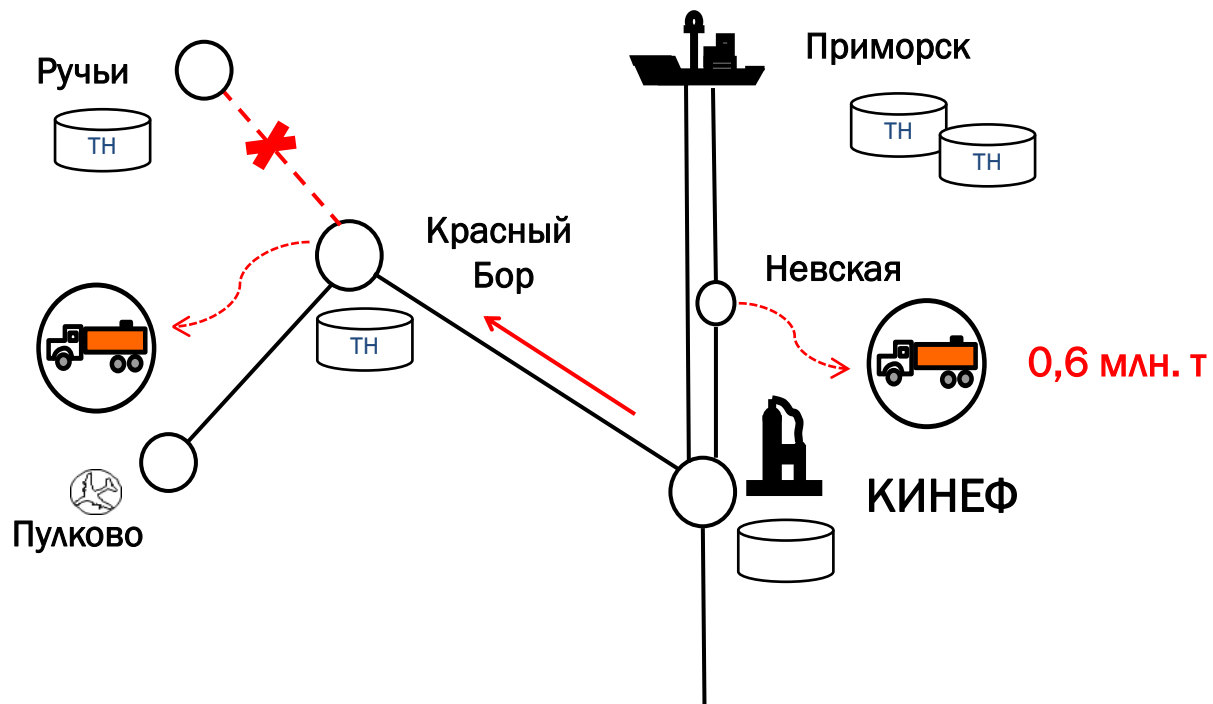 Ручьи
ТН
Приморск
ТН
ТН
Красный
Бор
ТН
Невская
0,6 млн. т
КИНЕФ
Пулково